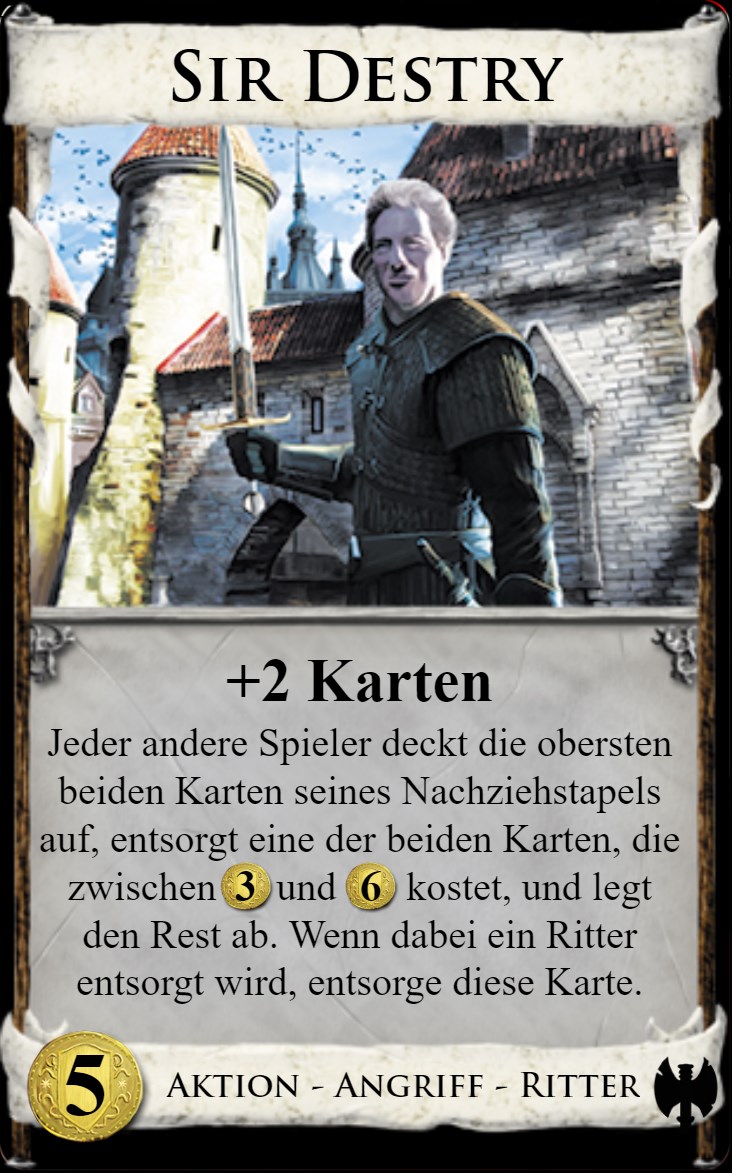 Sir Destry
+2 Karten
Jeder andere Spieler deckt die obersten
beiden Karten seines Nachziehstapels
auf, entsorgt eine der beiden Karten, die
zwischen 3 und 6 kostet, und legt
den Rest ab. Wenn dabei ein Ritter
entsorgt wird, entsorge diese Karte.
5 Aktion - Angriff - Ritter